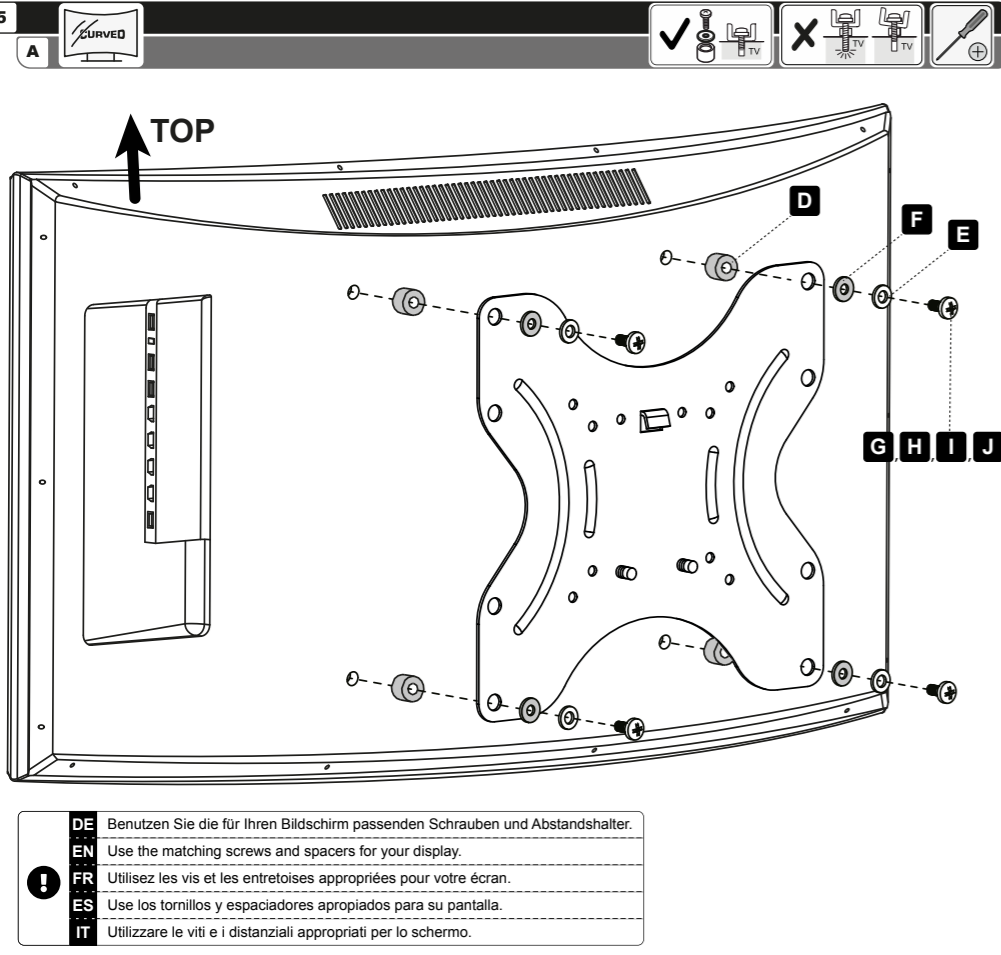 5
A
CURVED
TV
TV
TV
TOP
D
F
E
G, H, I, J
DE Benutzen Sie die für Ihren Bildschirm passenden Schrauben und Abstandshalter.
EN Use the matching screws and spacers for your display.
FR Utilisez les vis et les entretoises appropriées pour votre écran.
ES Use los tornillos y espaciadores apropiados para su pantalla.
IT Utilizzare le viti e i distanziali appropriati per lo schermo.